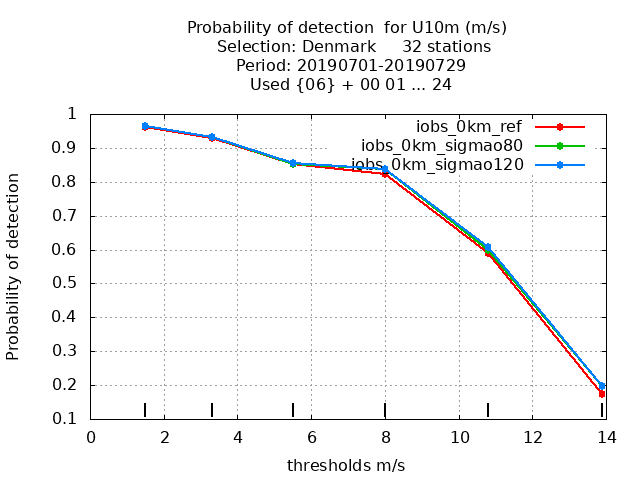 Probability of detection  for U10m (m/s)
Selection: Denmark     32 stations
Period: 20190701-20190729
Used {06} + 00 01 ... 24
iobs_0km_ref
iobs_0km_sigmao80
iobs_0km_sigmao120
Probability of detection
1
0.9
0.8
0.7
0.6
0.5
0.4
0.3
0.2
0.1
0 2 4 6 8 10 12 14
thresholds m/s